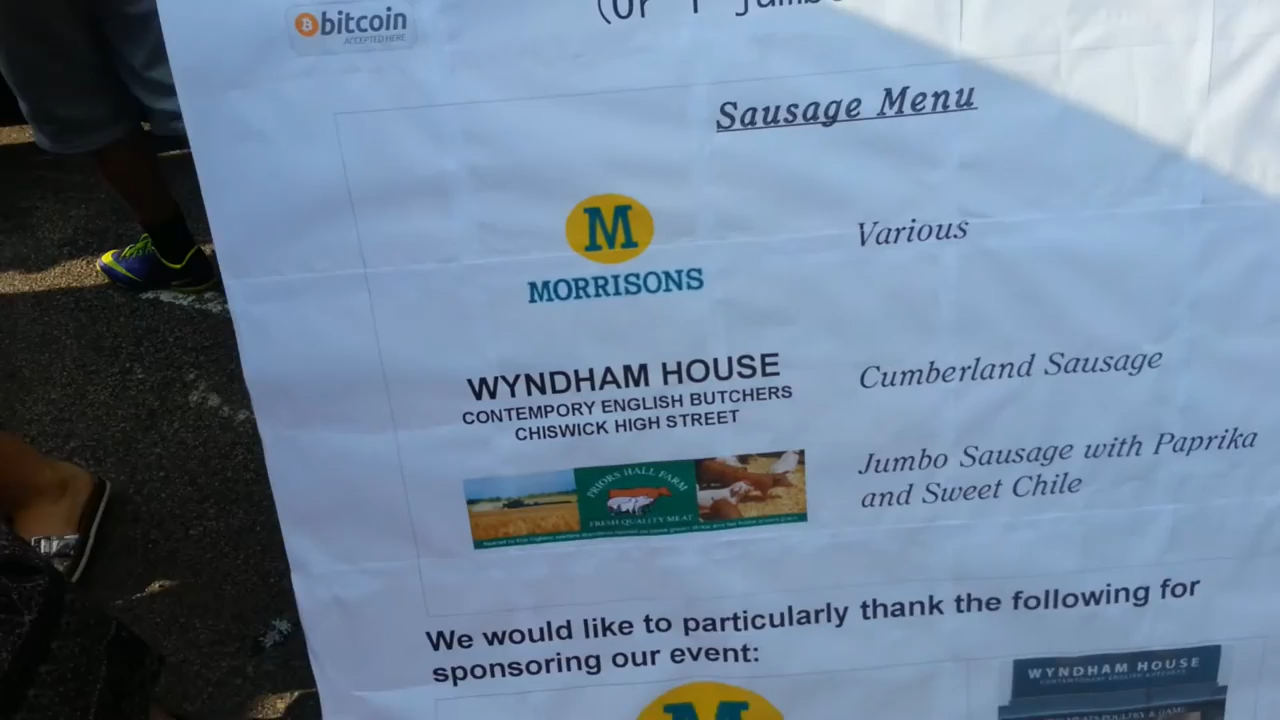 bitcoin
ACCEPTED HERE
(or 1
Sausage Menu
M
MORRISONS
Various
WYNDHAM HOUSE
CONTEMPORY ENGLISH BUTCHERS
CHISWICK HIGH STREET
Cumberland Sausage
PRIORS HALL FARM
FRESH QUALITY MEAT
Jumbo Sausage with Paprika
and Sweet Chile
We would like to particularly thank the following for
sponsoring our event:
M
WYNDHAM HOUSE